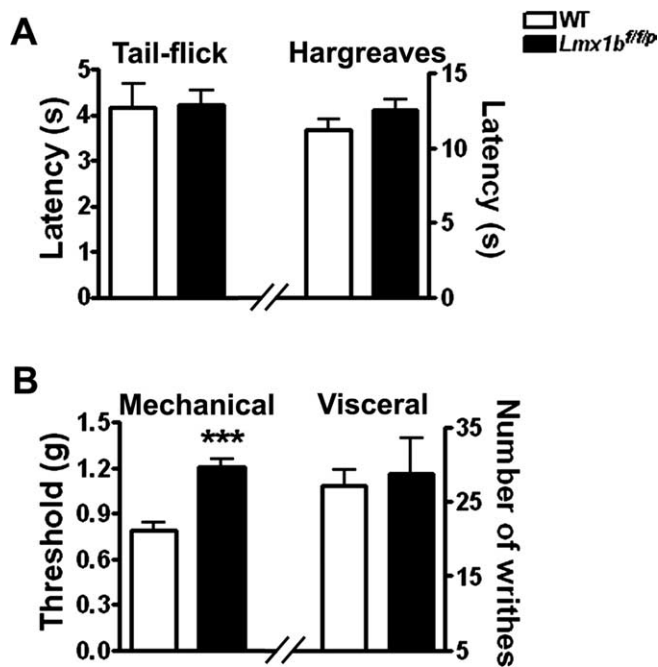 WT
Lmx1b^f/f/p
A
Tail-flick
Hargreaves
Latency (s)
5
4
3
2
1
0
15
10
5
0
Latency (s)
B
Mechanical
Visceral
***
Threshold (g)
1.5
1.2
0.9
0.6
0.3
0.0
35
25
15
5
Number of writhes